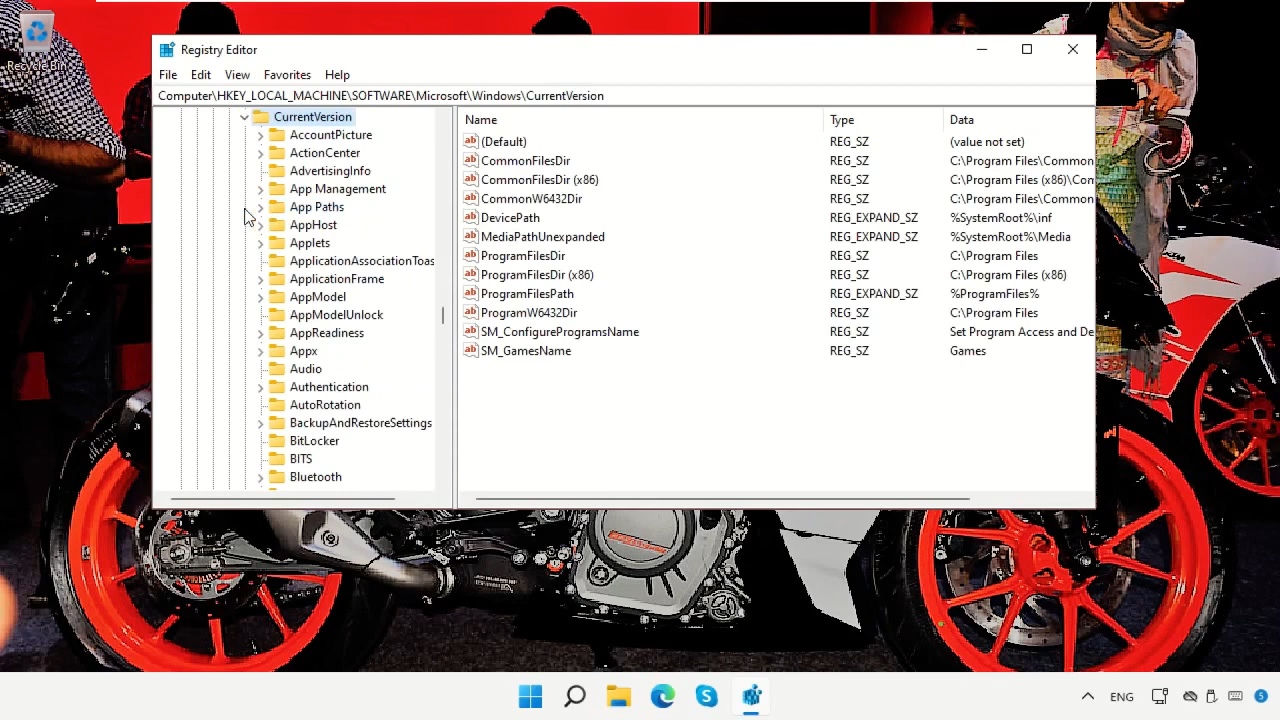 Recycle Bin
Registry Editor
File Edit View Favorites Help
Computer\HKEY_LOCAL_MACHINE\SOFTWARE\Microsoft\Windows\CurrentVersion
CurrentVersion
AccountPicture
ActionCenter
AdvertisingInfo
App Management
App Paths
AppHost
Applets
ApplicationAssociationToas
ApplicationFrame
AppModel
AppModelUnlock
AppReadiness
Appx
Audio
Authentication
AutoRotation
BackupAndRestoreSettings
BitLocker
BITS
Bluetooth
Name Type Data
(Default) REG_SZ (value not set)
CommonFilesDir REG_SZ C:\Program Files\Common
CommonFilesDir (x86) REG_SZ C:\Program Files (x86)\Con
CommonW6432Dir REG_SZ C:\Program Files\Common
DevicePath REG_EXPAND_SZ %SystemRoot%\inf
MediaPathUnexpanded REG_EXPAND_SZ %SystemRoot%\Media
ProgramFilesDir REG_SZ C:\Program Files
ProgramFilesDir (x86) REG_SZ C:\Program Files (x86)
ProgramFilesPath REG_EXPAND_SZ %ProgramFiles%
ProgramW6432Dir REG_SZ C:\Program Files
SM_ConfigureProgramsName REG_SZ Set Program Access and De
SM_GamesName REG_SZ Games
ENG 5